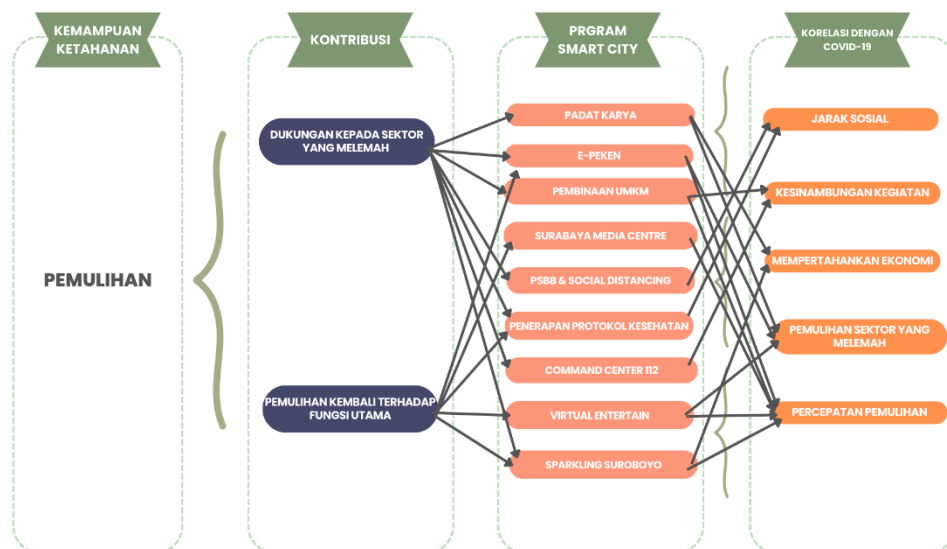 KEMAMPUAN
KETAHANAN
KONTRIBUSI
PRGRAM
SMART CITY
KORELASI DENGAN
COVID-19
PEMULIHAN
DUKUNGAN KEPADA SEKTOR
YANG MELEMAH
PEMULIHAN KEMBALI TERHADAP
FUNGSI UTAMA
PADAT KARYA
E-PEKEN
PEMBINAAN UMKM
SURABAYA MEDIA CENTRE
PSBB & SOCIAL DISTANCING
PENERAPAN PROTOKOL KESEHATAN
COMMAND CENTER 112
VIRTUAL ENTERTAIN
SPARKLING SUROBOYO
JARAK SOSIAL
KESINAMBUNGAN KEGIATAN
MEMPERTAHANKAN EKONOMI
PEMULIHAN SEKTOR YANG
MELEMAH
PERCEPATAN PEMULIHAN